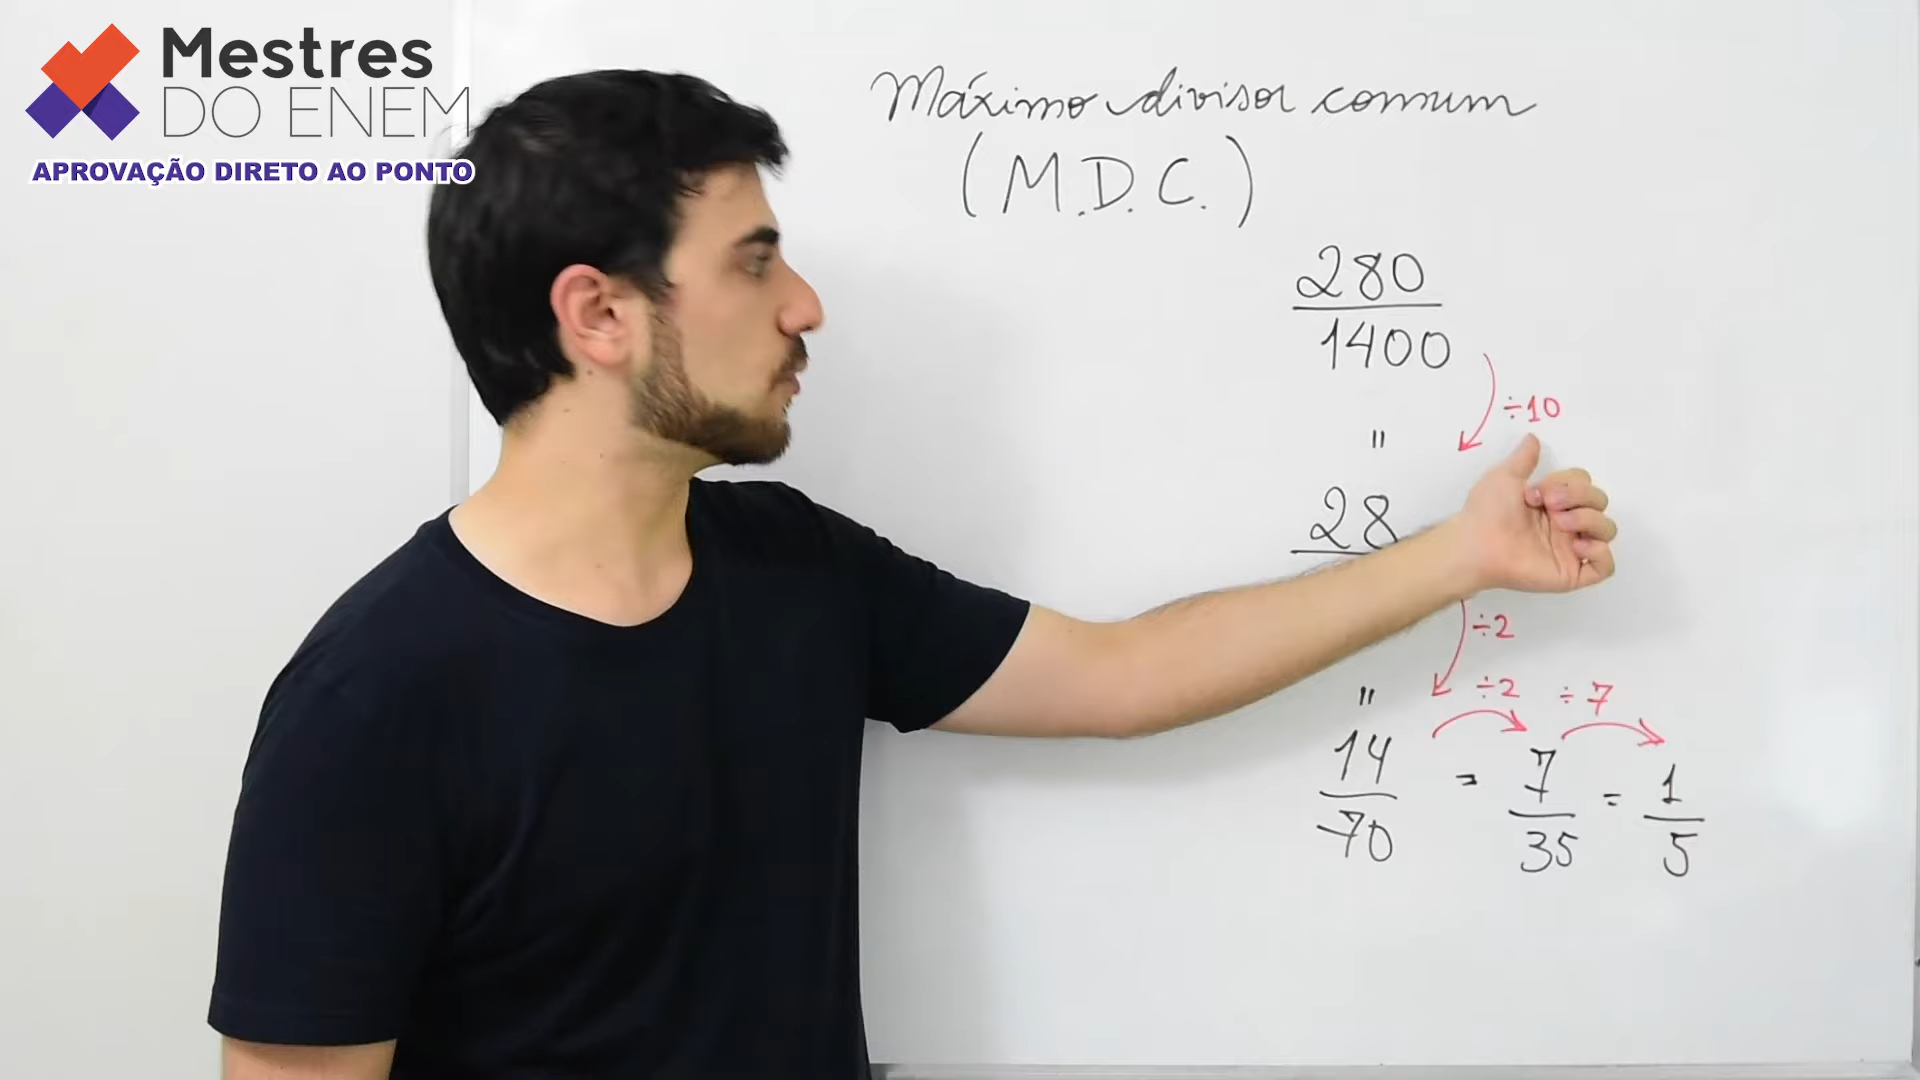 Mestres
DO ENEM
APROVAÇÃO DIRETO AO PONTO
Máximo divisor comum
(M.D.C.)
280
1400
÷10
=
28
÷2
=
÷2 ÷7
14 = 7 = 1
70 35 5